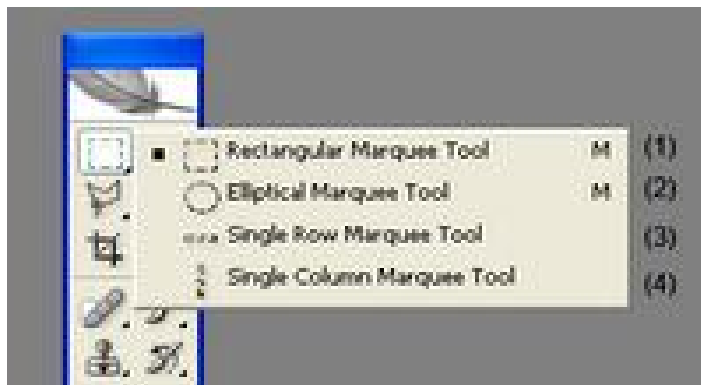 Rectangular Marquee Tool M (1)
Elliptical Marquee Tool M (2)
Single Row Marquee Tool (3)
Single Column Marquee Tool (4)